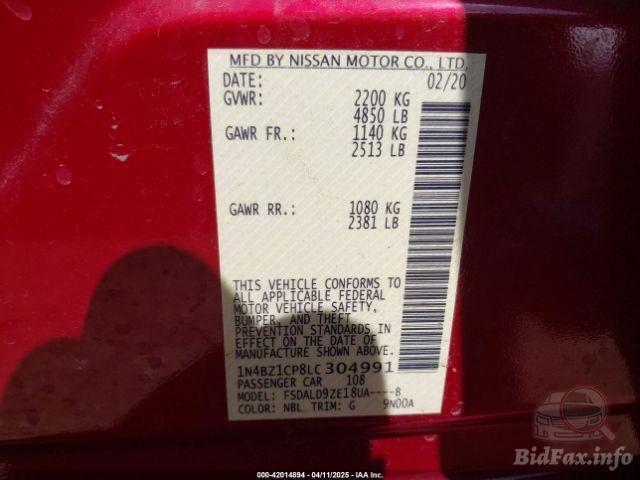 MFD BY NISSAN MOTOR CO., LTD.
DATE: 02/20
GVWR: 2200 KG
4850 LB
GAWR FR.: 1140 KG
2513 LB
GAWR RR.: 1080 KG
2381 LB
THIS VEHICLE CONFORMS TO
ALL APPLICABLE FEDERAL
MOTOR VEHICLE SAFETY,
BUMPER, AND THEFT
PREVENTION STANDARDS IN
EFFECT ON THE DATE OF
MANUFACTURE SHOWN ABOVE.
1N4BZ1CP8LC304991
PASSENGER CAR 108
MODEL: FSDALD9ZE18UA----B
COLOR: NBL TRIM: G 9N00A
BidFax.info
000-42014894 - 04/11/2025 - IAA Inc.